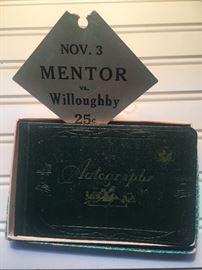 NOV. 3
MENTOR
vs.
Willoughby
25c
Autographs